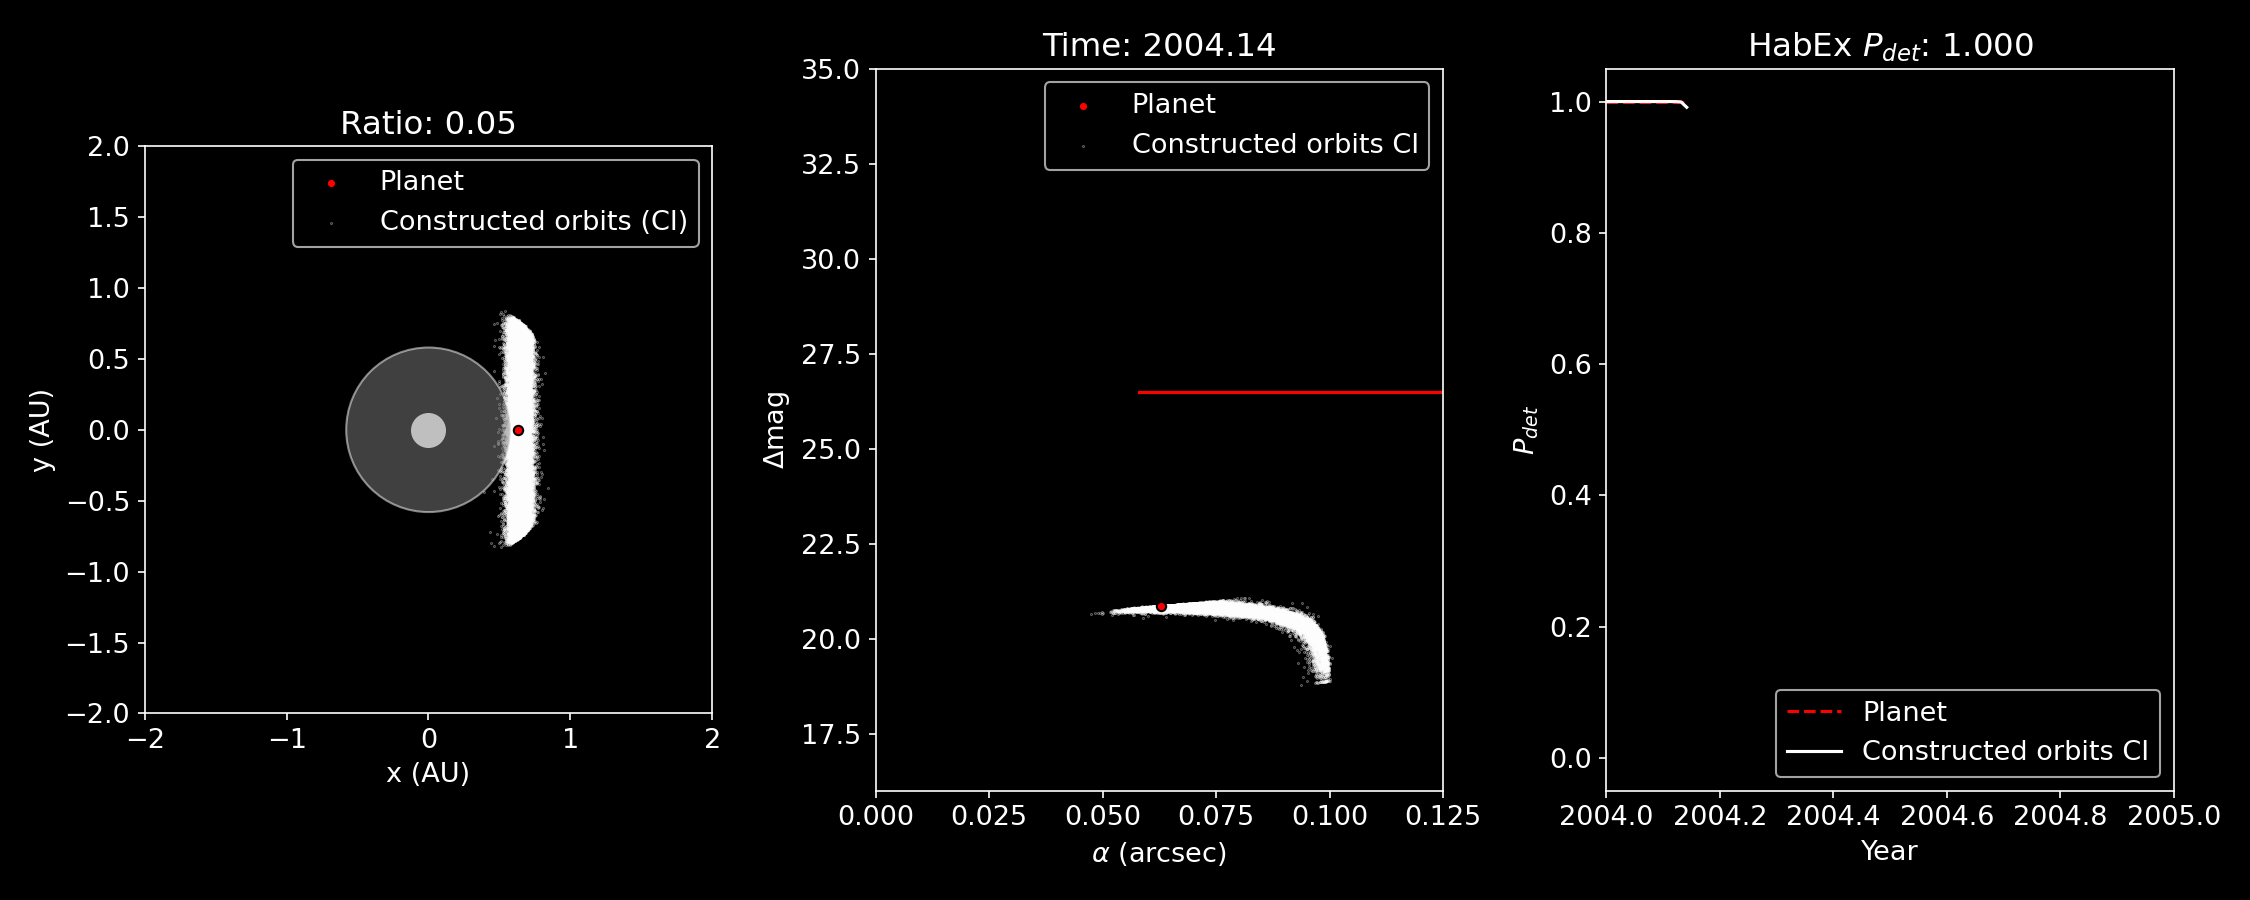 Ratio: 0.05
2.0
1.5
1.0
0.5
0.0
−0.5
−1.0
−1.5
−2.0
y (AU)
Planet
Constructed orbits (CI)
−2
−1
0
1
2
x (AU)
Time: 2004.14
35.0
32.5
30.0
27.5
25.0
22.5
20.0
17.5
Δmag
Planet
Constructed orbits CI
0.000
0.025
0.050
0.075
0.100
0.125
α (arcsec)
HabEx P_det: 1.000
1.0
0.8
0.6
0.4
0.2
0.0
P_det
Planet
Constructed orbits CI
2004.0
2004.2
2004.4
2004.6
2004.8
2005.0
Year